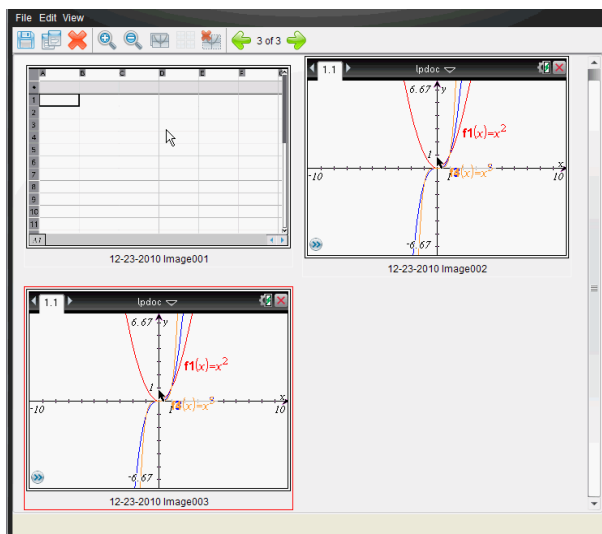 File Edit View
3 of 3
A B C D E F G
1
2
3
4
5
6
7
8
9
10
11
A1
12-23-2010 Image001
1.1 lpdoc
6.67 y
f1(x)=x²
1
x
-10 1 10
-6.67
12-23-2010 Image002
1.1 lpdoc
6.67 y
f1(x)=x²
1
x
-10 1 10
-6.67
12-23-2010 Image003